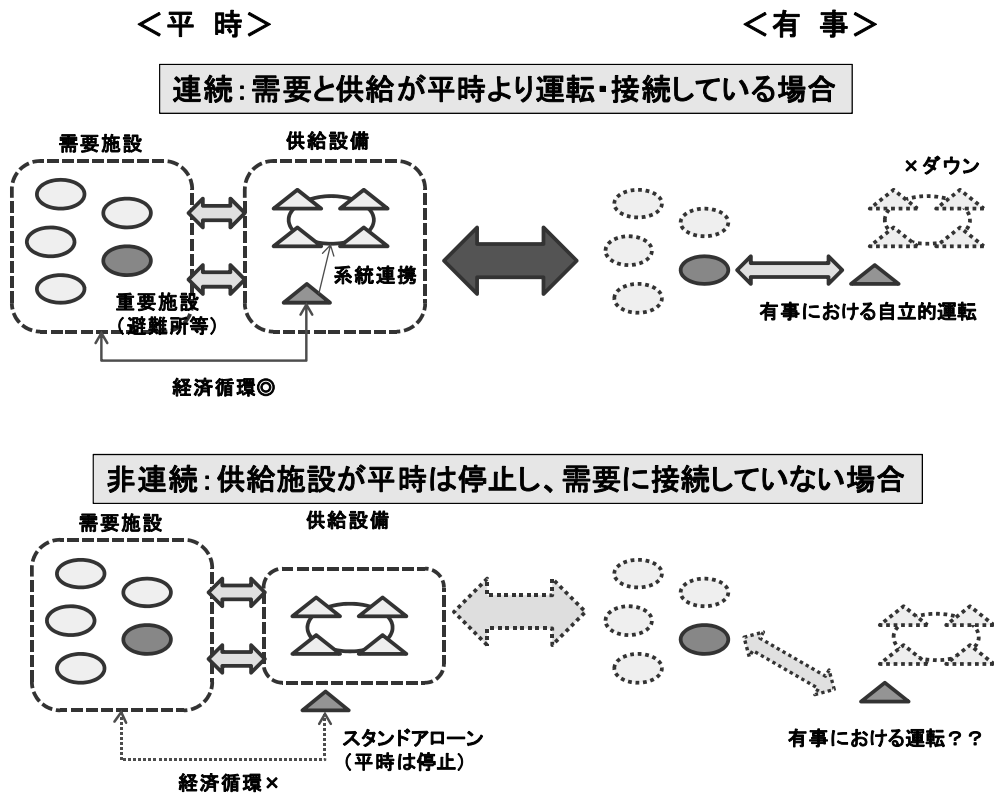 ＜平 時＞
＜有 事＞
連続：需要と供給が平時より運転・接続している場合
需要施設
供給設備
×ダウン
系統連携
重要施設
（避難所等）
有事における自立的運転
経済循環◎
非連続：供給施設が平時は停止し、需要に接続していない場合
需要施設
供給設備
スタンドアローン
（平時は停止）
有事における運転？？
経済循環×